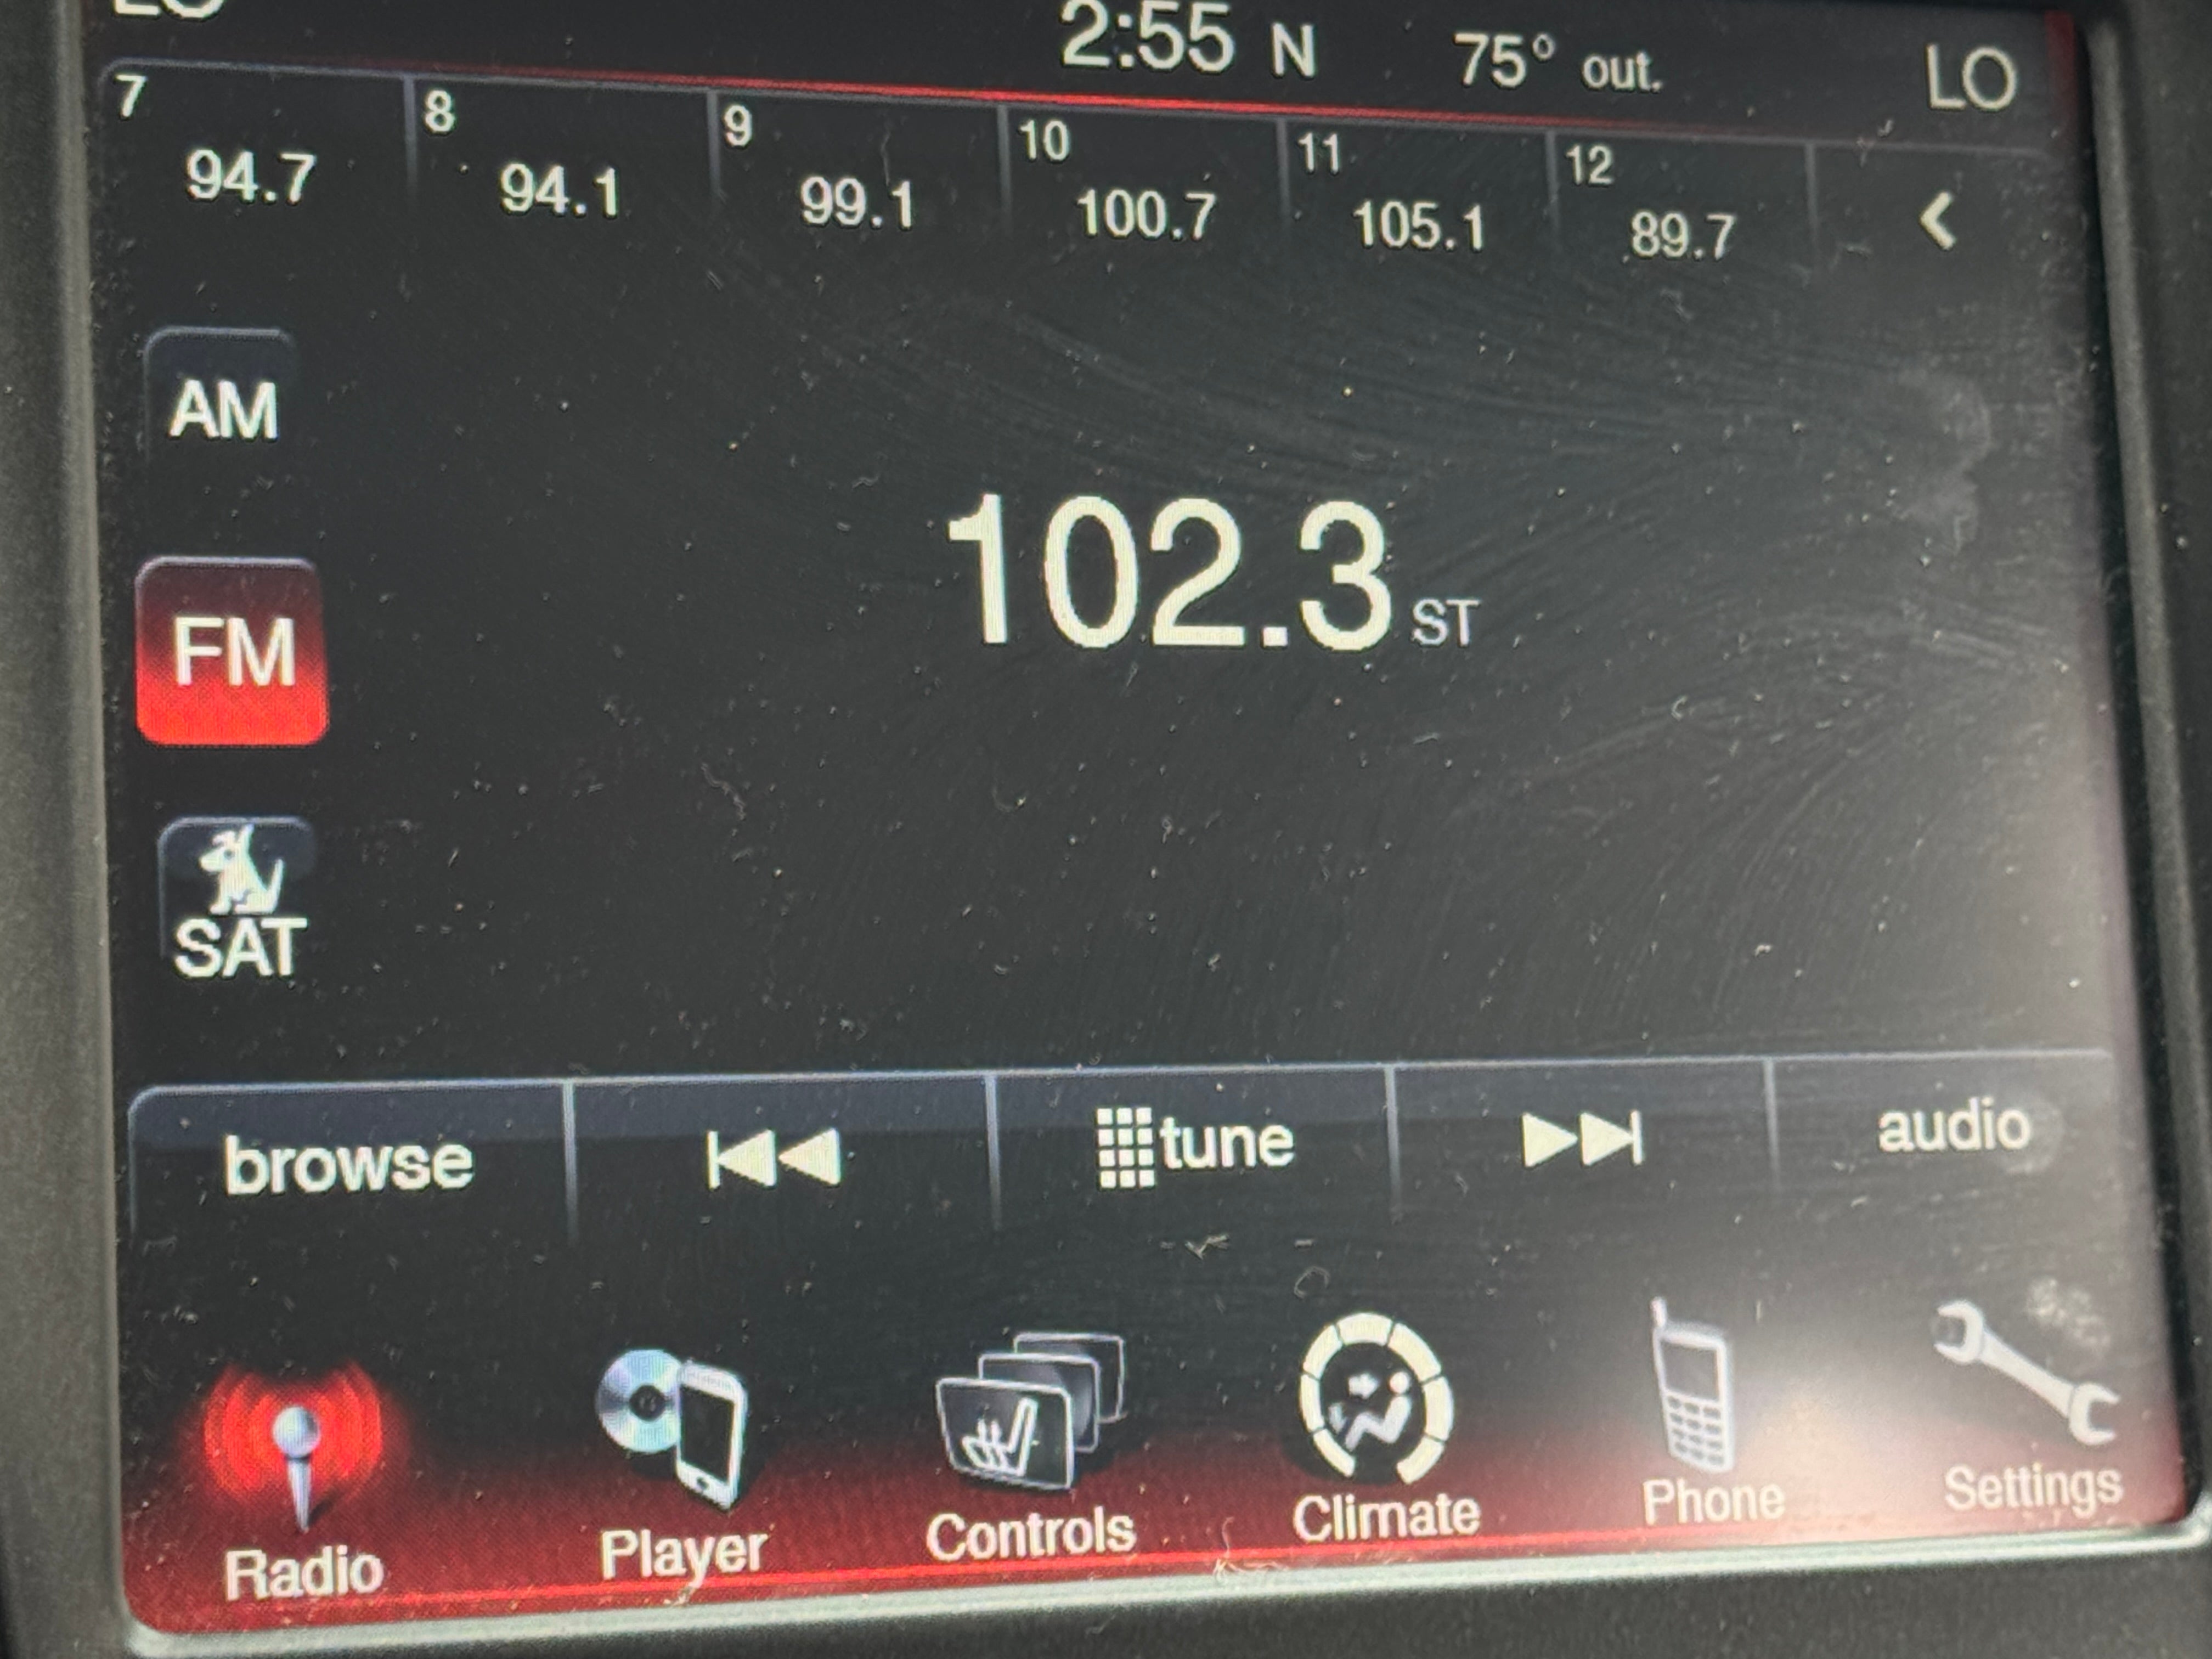 LO 2:55 N 75° out. LO
7 8 9 10 11 12
94.7 94.1 99.1 100.7 105.1 89.7
AM
102.3 ST
FM
SAT
browse tune audio
Radio Player Controls Climate Phone Settings